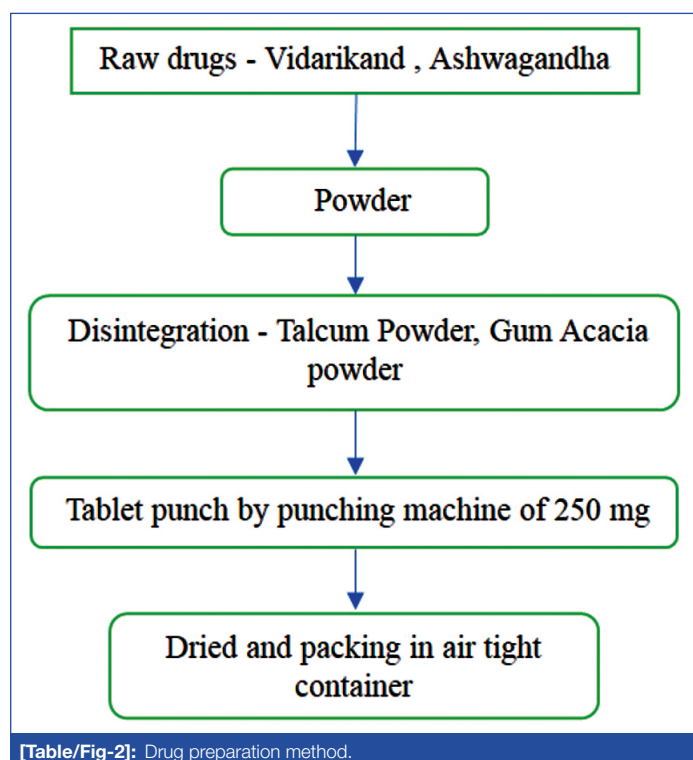 Raw drugs - Vidarikand , Ashwagandha
Powder
Disintegration - Talcum Powder, Gum Acacia
powder
Tablet punch by punching machine of 250 mg
Dried and packing in air tight
container
[Table/Fig-2]: Drug preparation method.